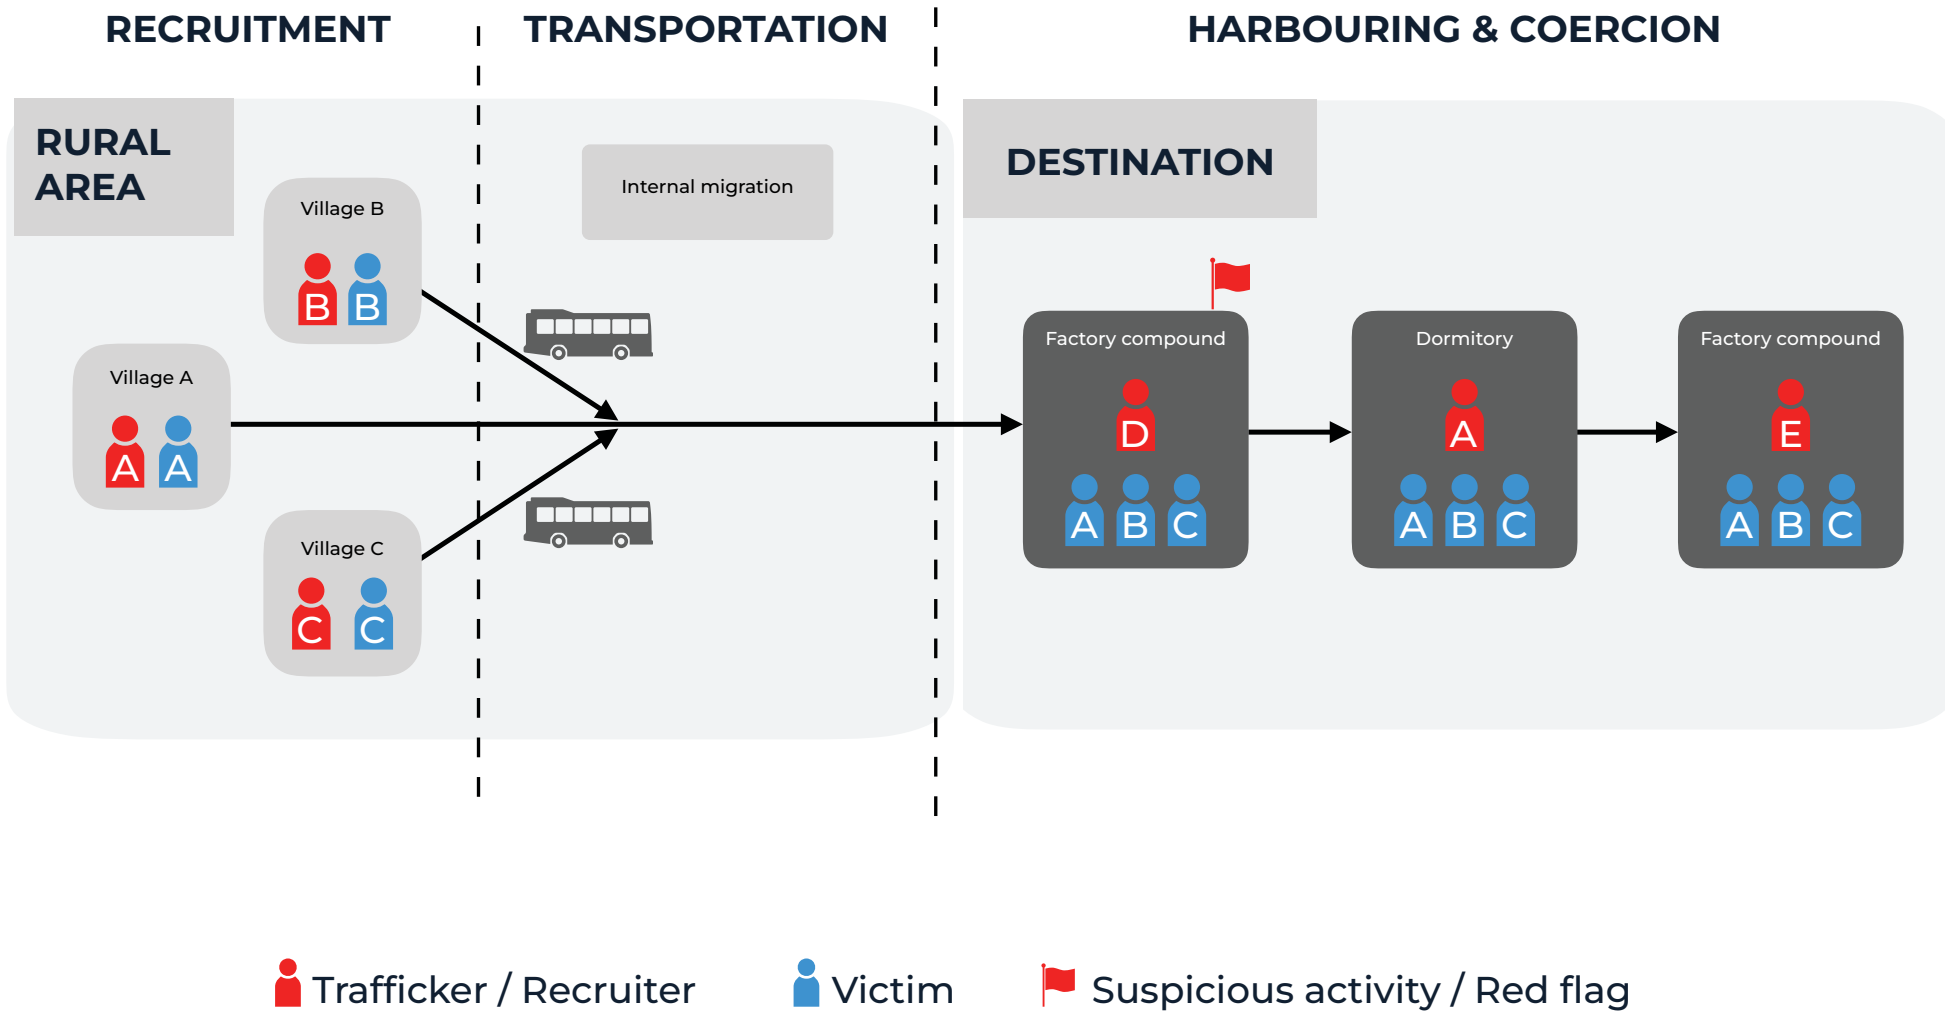 RECRUITMENT
TRANSPORTATION
HARBOURING & COERCION
RURAL
AREA
Village B
B B
Village A
A A
Village C
C C
Internal migration
DESTINATION
Factory compound
D
A B C
Dormitory
A
A B C
Factory compound
E
A B C
Trafficker / Recruiter
Victim
Suspicious activity / Red flag